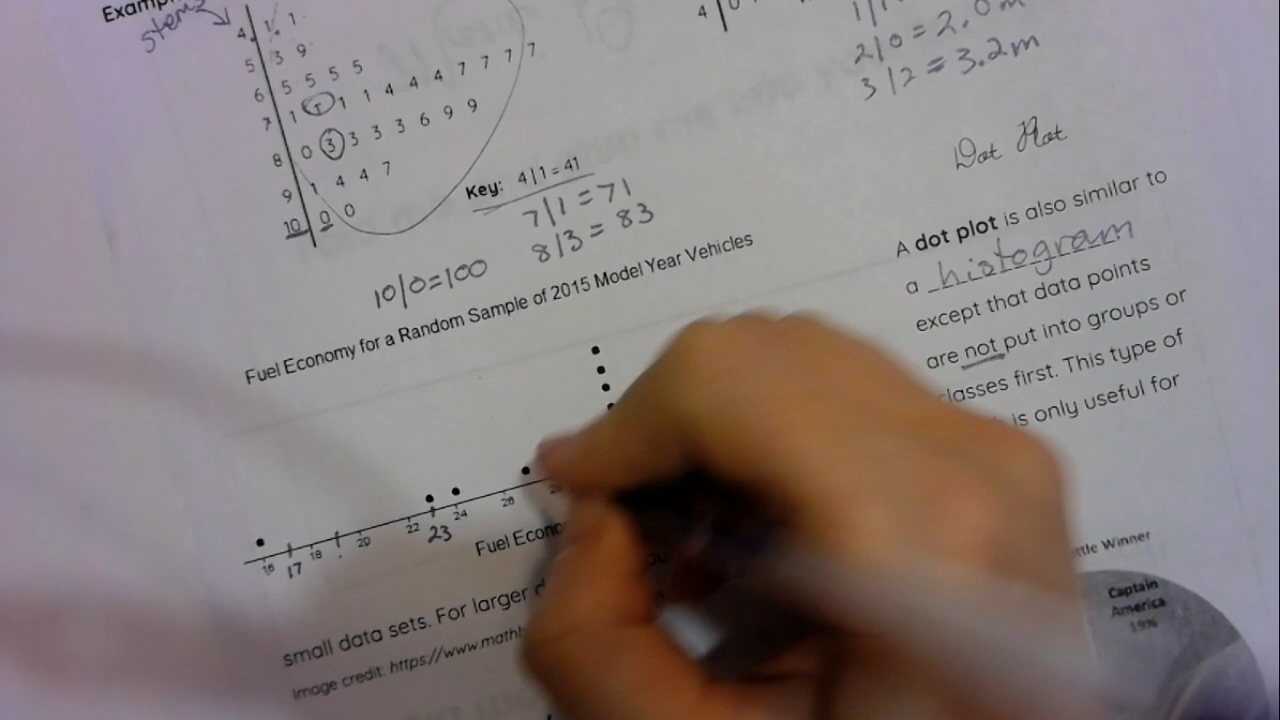 stems
4 1 1
5 3 9
6 5 5 5 5
7 1 1 1 1 4 4 4 7 7 7 7
8 0 3 3 3 3 6 9 9
9 1 4 4 7
10 0 0
Key: 4|1=41
7|1=71
8|3=83
10|0=100
4
2|0=2.0m
3|2=3.2m
Dot Plot
A dot plot is also similar to
a histogram
except that data points
are not put into groups or
classes first. This type of
is only useful for
Fuel Economy for a Random Sample of 2015 Model Year Vehicles
16 17 18 20 22 23 24 26
Fuel Econo
small data sets. For larger
Image credit: https://www.math
Winner
Captain
America
19%